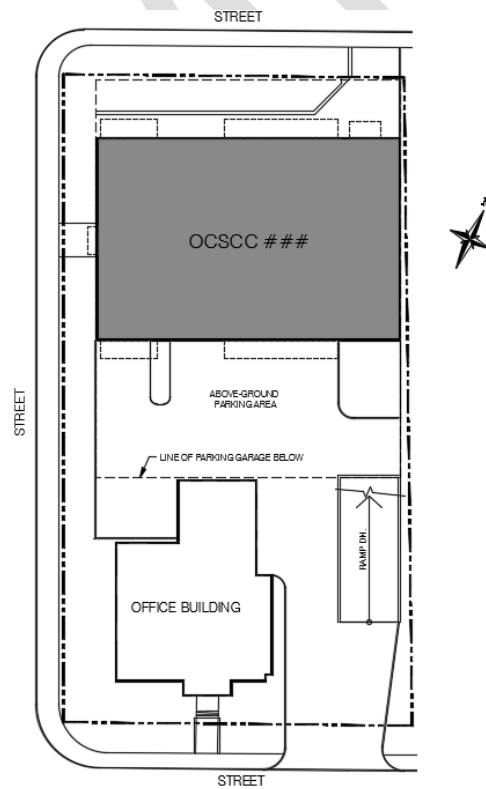 STREET
OCSCC ###
STREET
ABOVE-GROUND
PARKING AREA
LINE OF PARKING GARAGE BELOW
RAMP DN.
OFFICE BUILDING
STREET